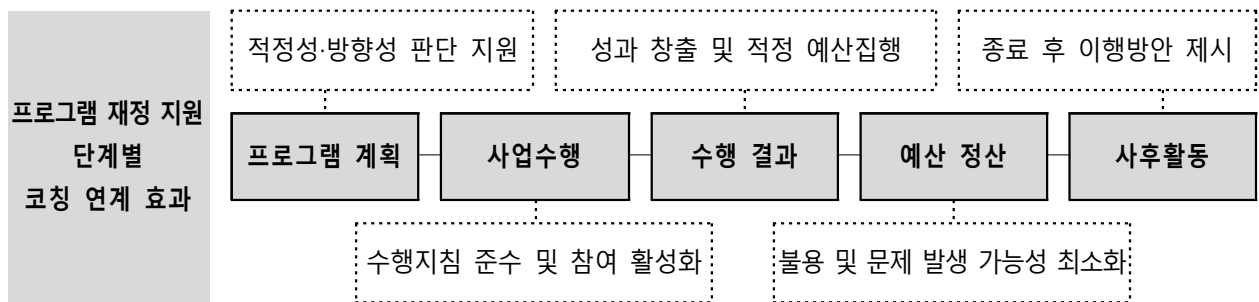 프로그램 재정 지원
단계별
코칭 연계 효과
적정성·방향성 판단 지원
성과 창출 및 적정 예산집행
종료 후 이행방안 제시
프로그램 계획
사업수행
수행 결과
예산 정산
사후활동
수행지침 준수 및 참여 활성화
불용 및 문제 발생 가능성 최소화